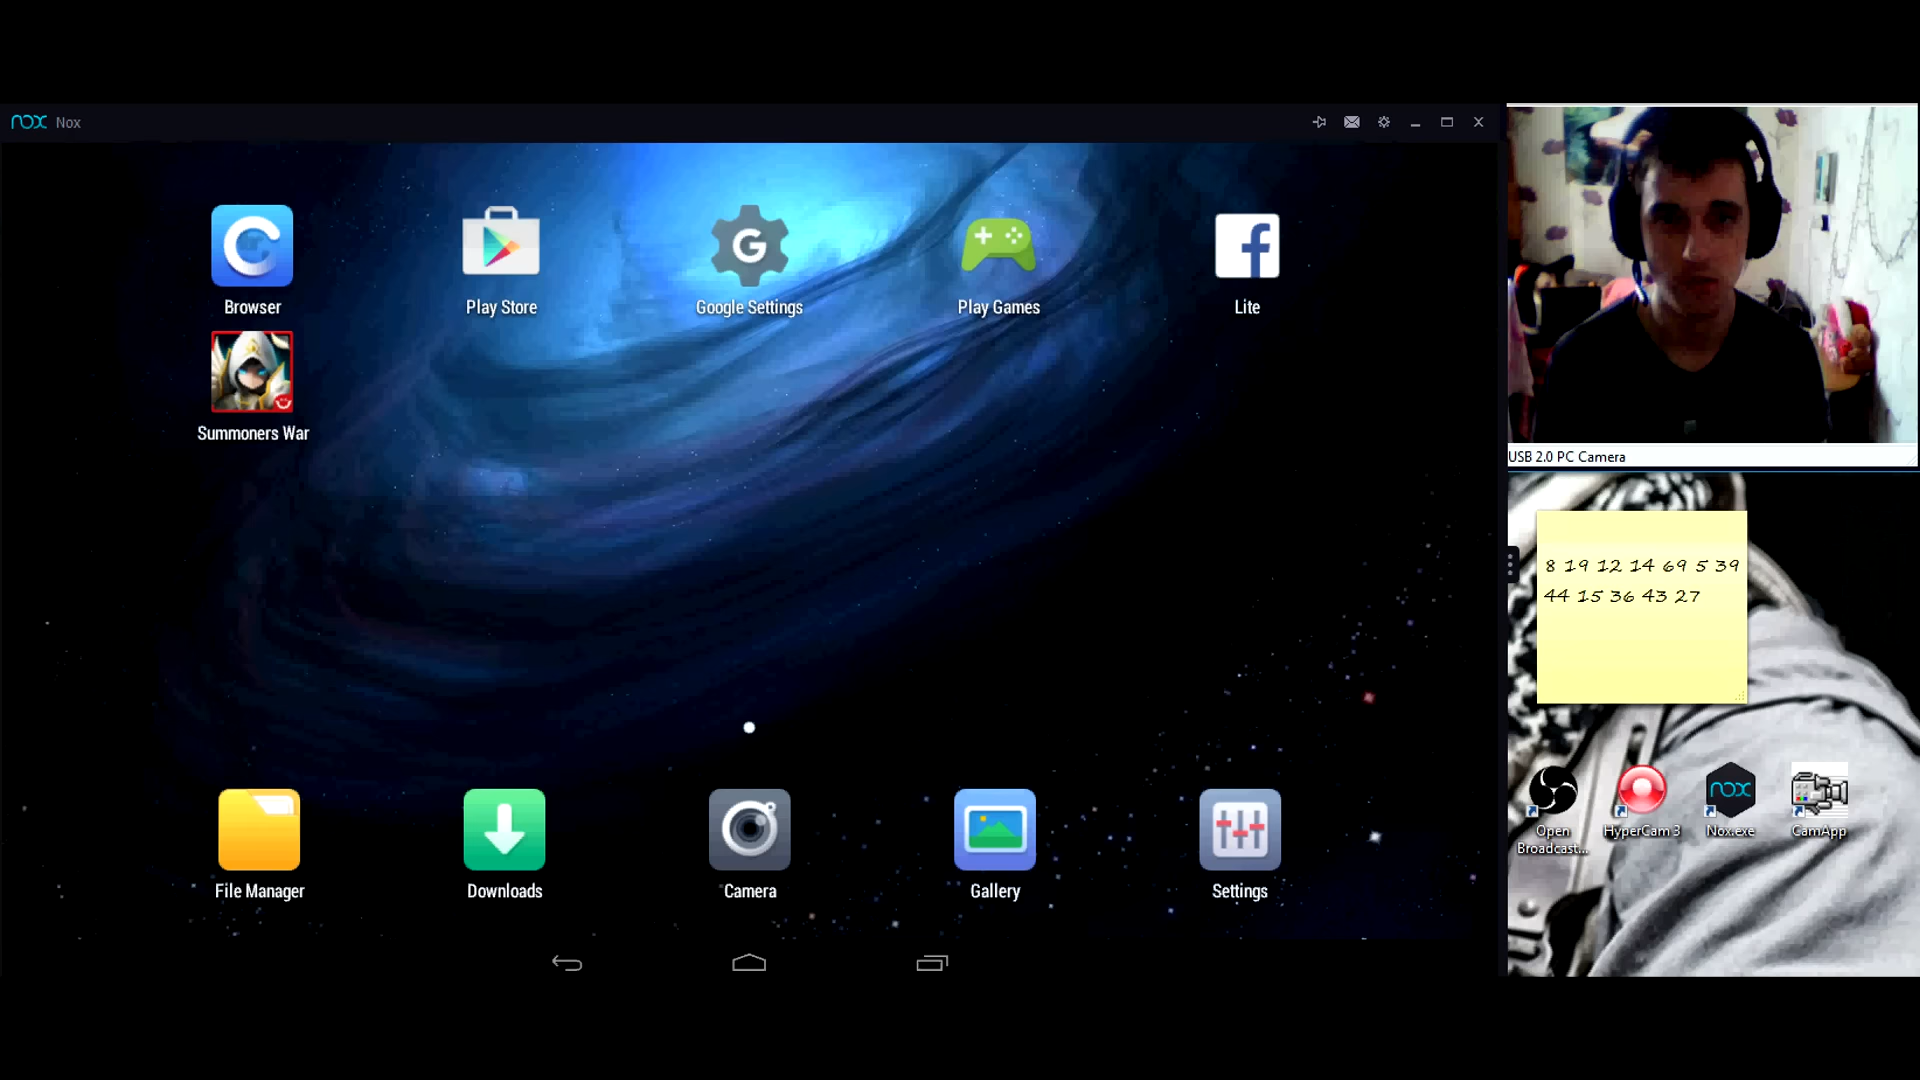 nox Nox
Browser
Play Store
Google Settings
Play Games
Lite
Summoners War
File Manager
Downloads
Camera
Gallery
Settings
USB 2.0 PC Camera
8 19 12 14 69 5 39
44 15 36 43 27
Open
Broadcast...
HyperCam 3
nox
Nox.exe
CamApp